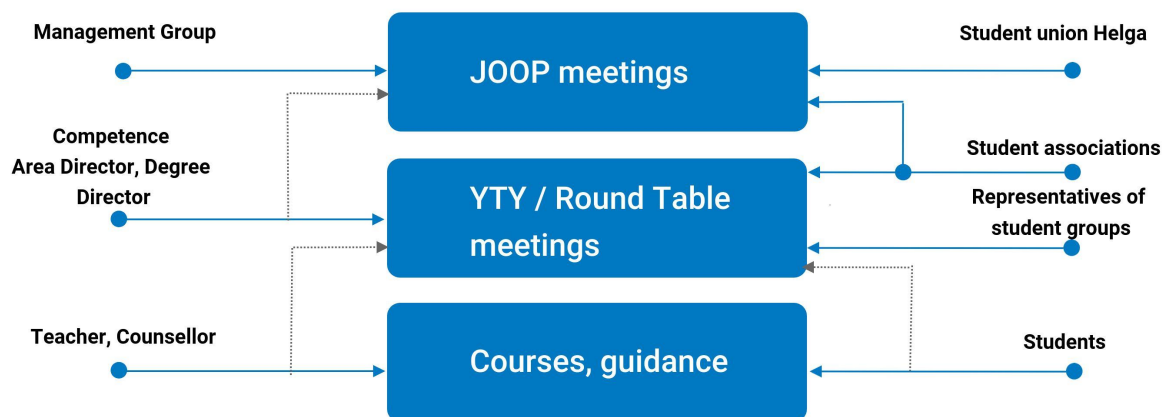 Management Group
JOOP meetings
Student union Helga
Competence
Area Director, Degree
Director
YTY / Round Table
meetings
Student associations
Representatives of
student groups
Teacher, Counsellor
Courses, guidance
Students